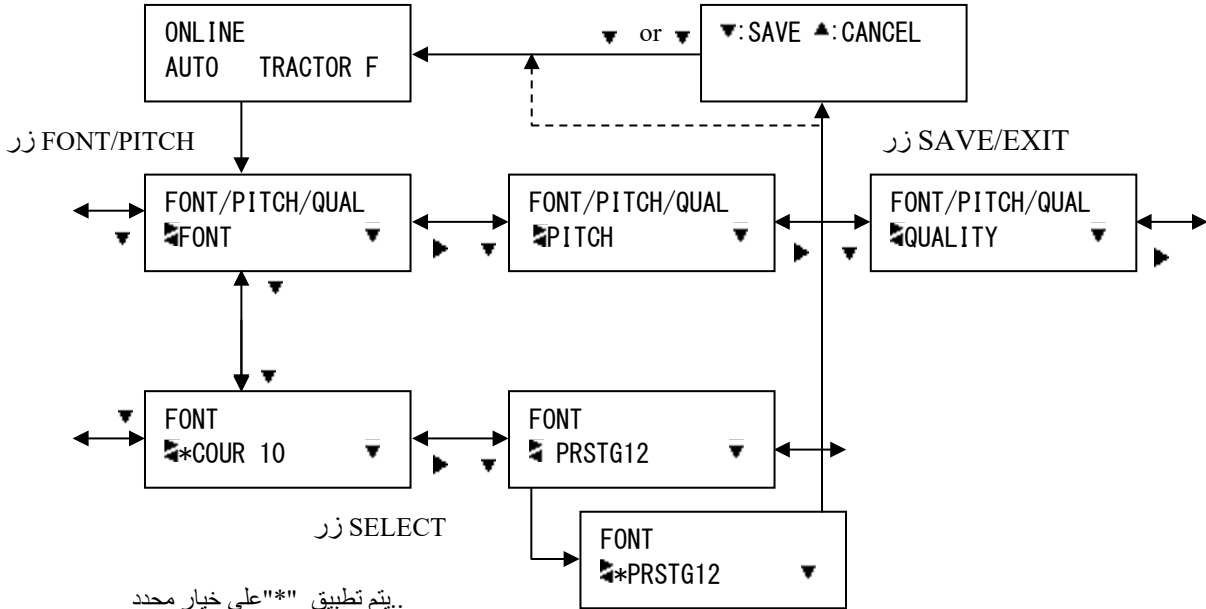 ONLINE
AUTO TRACTOR F
▼ or ▼
▼:SAVE ▲:CANCEL
زر FONT/PITCH
زر SAVE/EXIT
FONT/PITCH/QUAL
FONT ▼
FONT/PITCH/QUAL
PITCH ▼
FONT/PITCH/QUAL
QUALITY ▼
FONT
*COUR 10 ▼
FONT
PRSTG12 ▼
زر SELECT
FONT
*PRSTG12 ▼
يتم تطبيق "*"على خيار محدد..